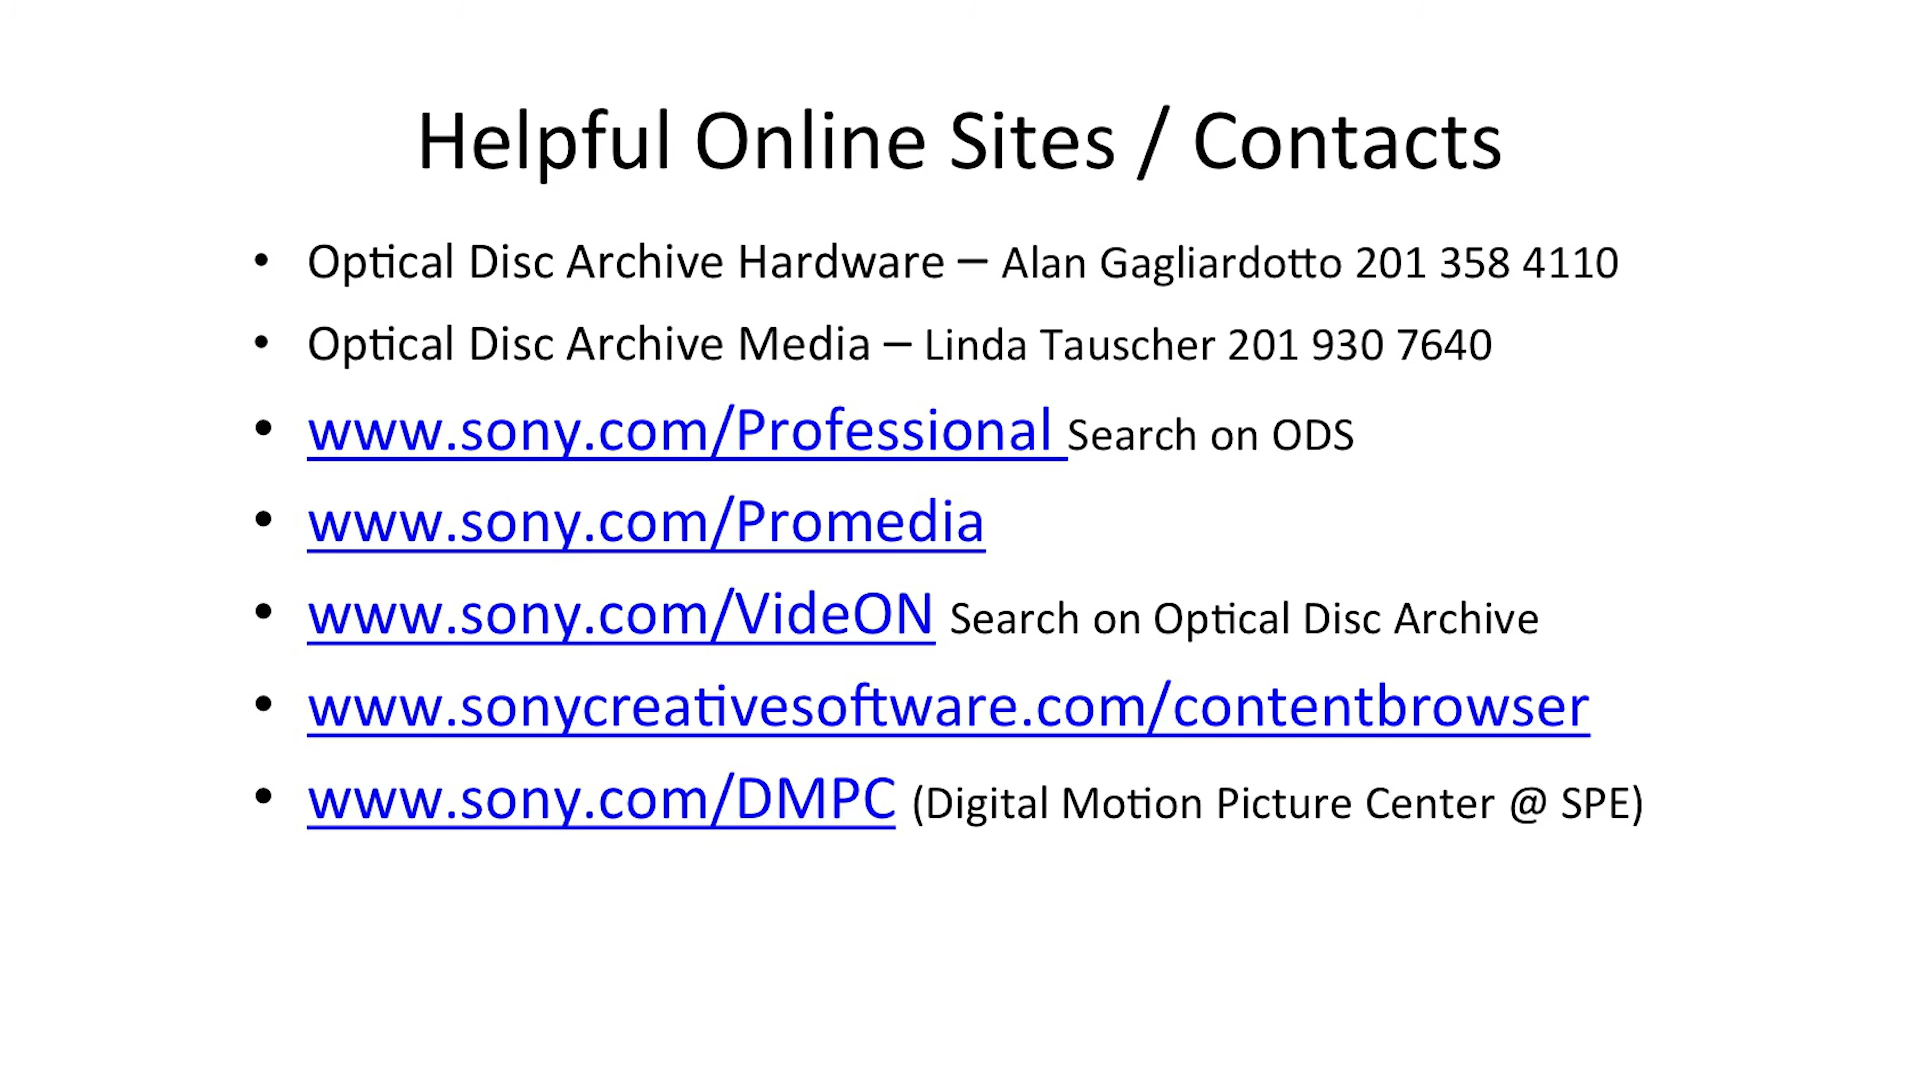 Helpful Online Sites / Contacts
• Optical Disc Archive Hardware – Alan Gagliardotto 201 358 4110
• Optical Disc Archive Media – Linda Tauscher 201 930 7640
• www.sony.com/Professional Search on ODS
• www.sony.com/Promedia
• www.sony.com/VideON Search on Optical Disc Archive
• www.sonycreativesoftware.com/contentbrowser
• www.sony.com/DMPC (Digital Motion Picture Center @ SPE)